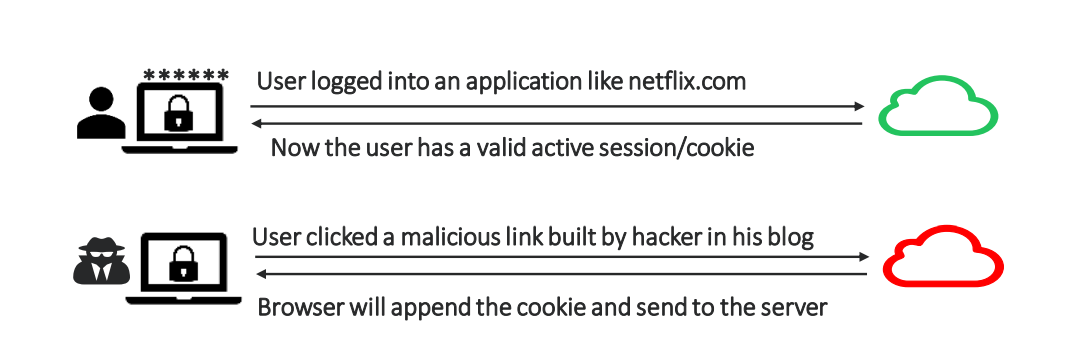 ******
User logged into an application like netflix.com
Now the user has a valid active session/cookie
User clicked a malicious link built by hacker in his blog
Browser will append the cookie and send to the server